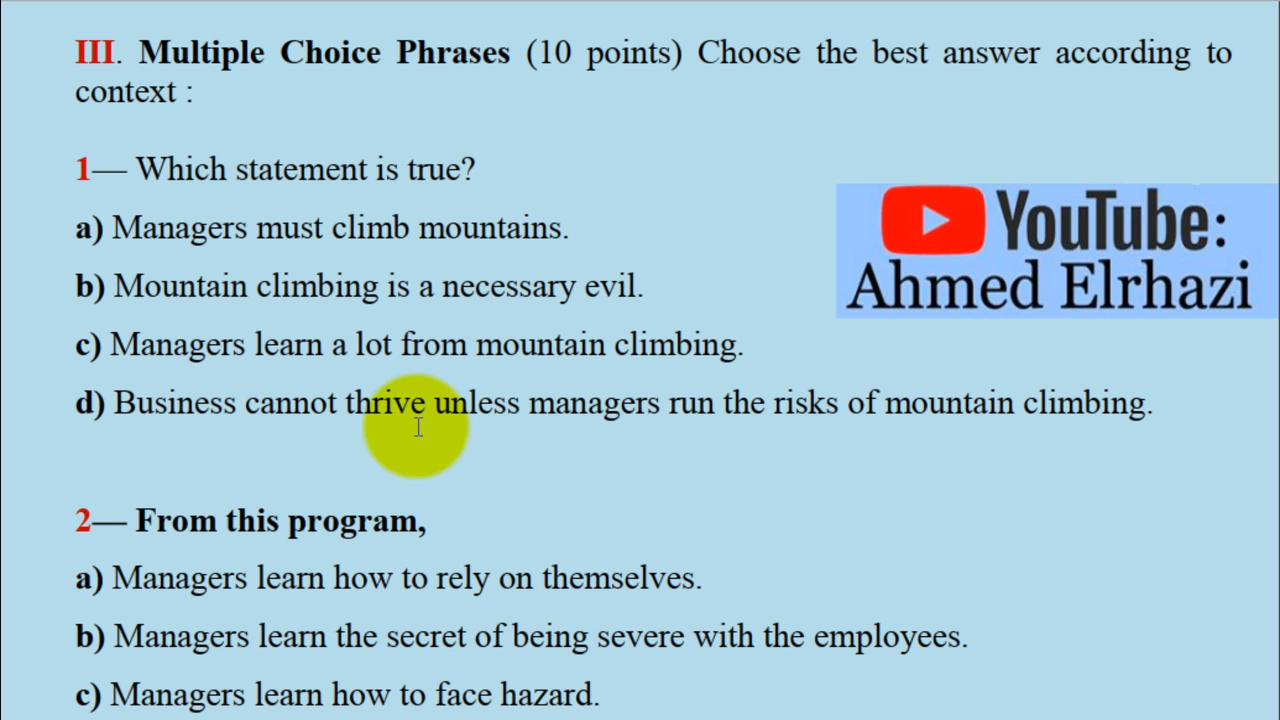 III. Multiple Choice Phrases (10 points) Choose the best answer according to
context :
1— Which statement is true?
a) Managers must climb mountains.
b) Mountain climbing is a necessary evil.
c) Managers learn a lot from mountain climbing.
d) Business cannot thrive unless managers run the risks of mountain climbing.
YouTube:
Ahmed Elrhazi
2— From this program,
a) Managers learn how to rely on themselves.
b) Managers learn the secret of being severe with the employees.
c) Managers learn how to face hazard.